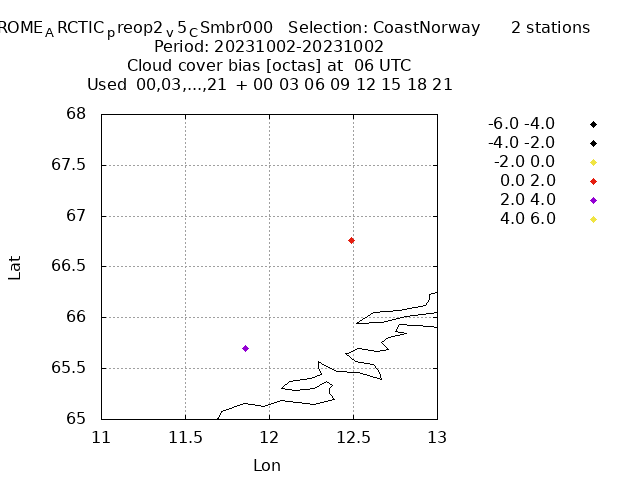 ROME_ARCTIC_preop2_v5_CSmbr000   Selection: CoastNorway      2 stations
Period: 20231002-20231002
Cloud cover bias [octas] at  06 UTC
Used  00,03,...,21  + 00 03 06 09 12 15 18 21
68
67.5
67
66.5
66
65.5
65
11 11.5 12 12.5 13
Lat
Lon
-6.0 -4.0
-4.0 -2.0
-2.0 0.0
0.0 2.0
2.0 4.0
4.0 6.0